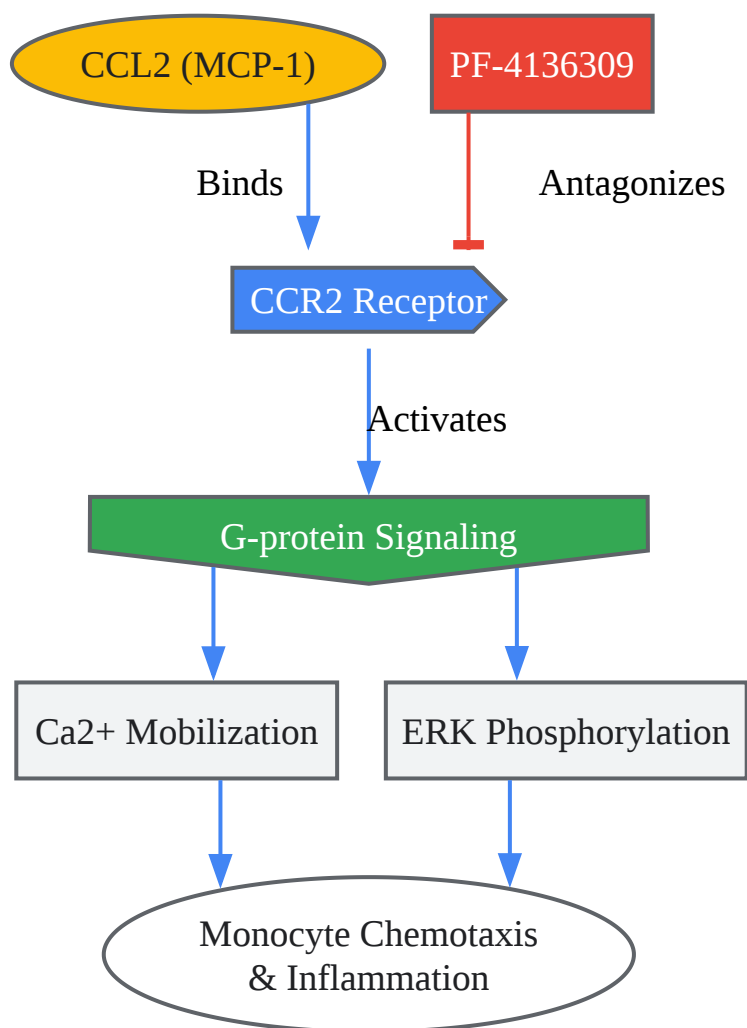 CCL2 (MCP-1)
PF-4136309
Binds
Antagonizes
CCR2 Receptor
Activates
G-protein Signaling
Ca2+ Mobilization
ERK Phosphorylation
Monocyte Chemotaxis
& Inflammation